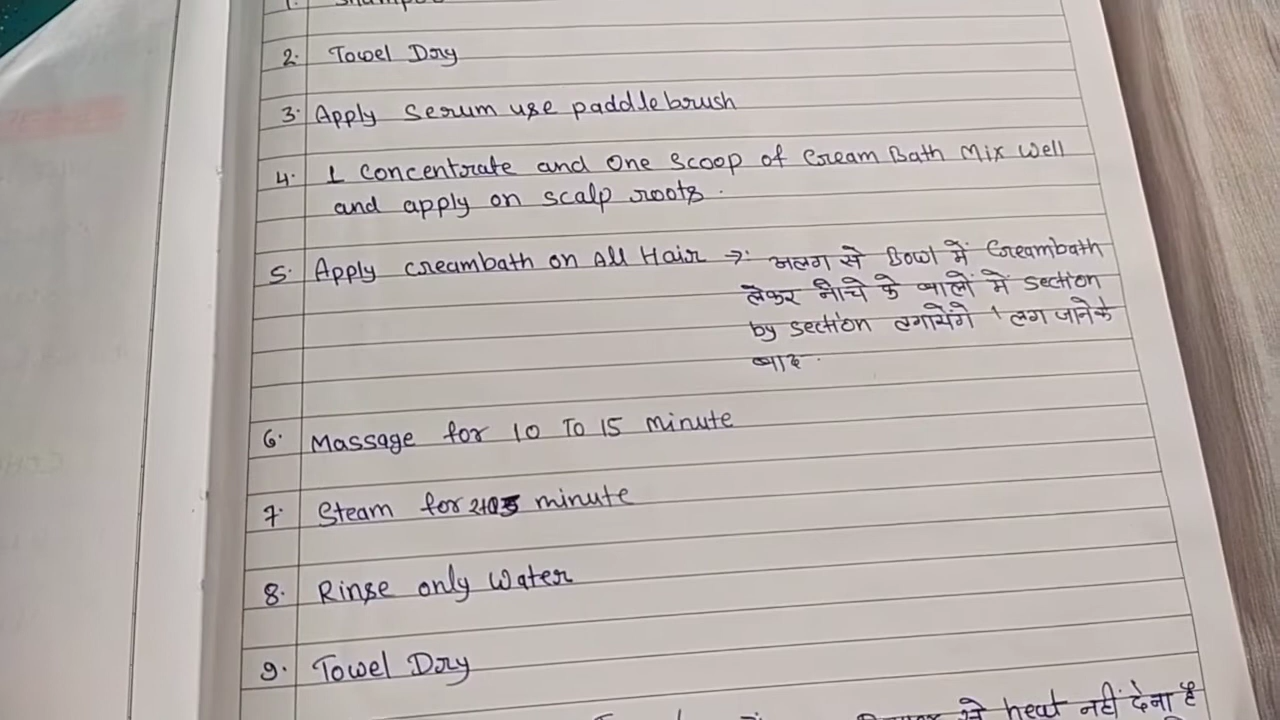 1. Shampoo
2. Towel Dry
3. Apply Serum use paddlebrush
4. 1 Concentrate and One Scoop of Cream Bath Mix Well
and apply on scalp roots.
5. Apply creambath on All Hair →: अलग से Bowl में Creambath
लेकर नीचे के बालों में section
by section लगायेंगे । लग जाने के
बाद.
6. Massage for 10 To 15 minute
7. Steam for minute
8. Rinse only Water
9. Towel Dry
से heat नहीं देना है